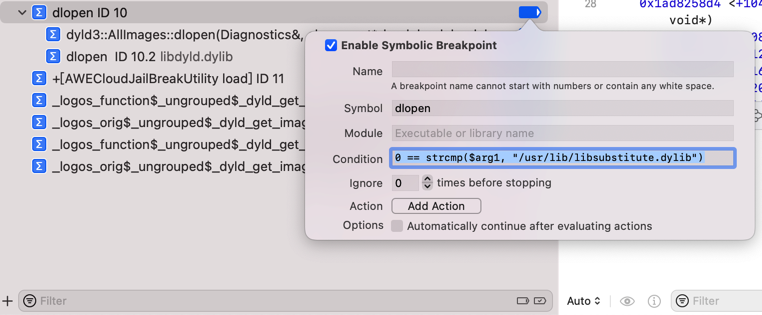 dlopen ID 10
dyld3::AllImages::dlopen(Diagnostics&,
dlopen ID 10.2 libdyld.dylib
+[AWECloudJailBreakUtility load] ID 11
_logos_function$_ungrouped$_dyld_get_
_logos_orig$_ungrouped$_dyld_get_imag
_logos_function$_ungrouped$_dyld_get_
_logos_orig$_ungrouped$_dyld_get_imag
Enable Symbolic Breakpoint
Name
A breakpoint name cannot start with numbers or contain any white space.
Symbol dlopen
Module Executable or library name
Condition 0 == strcmp($arg1, "/usr/lib/libsubstitute.dylib")
Ignore 0 times before stopping
Action Add Action
Options Automatically continue after evaluating actions
28 0x1ad8258d4 <+104
void*)
08
12
16
20
Filter
Auto
Filter